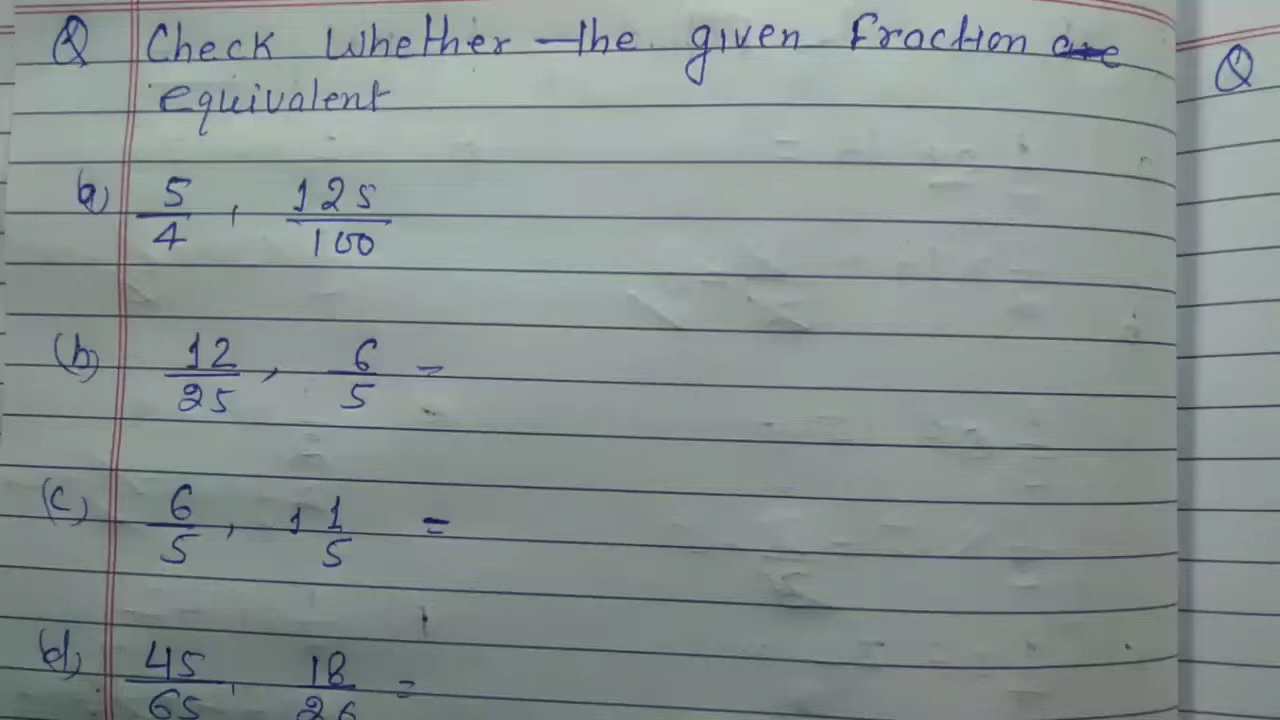 Q Check Whether the given fraction are
equivalent
a) 5/4 , 125/100
(b) 12/25 , 6/5 =
(c) 6/5 , 1 1/5 =
d) 45/65 , 18/26 =
Q